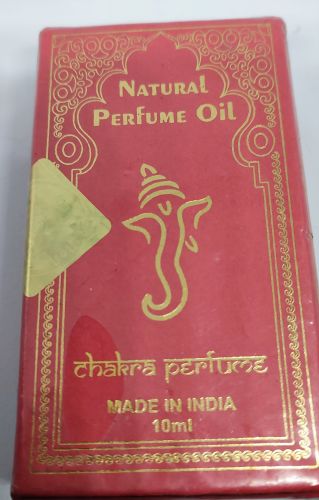 Natural
Perfume Oil
chakra perfume
MADE IN INDIA
10ml